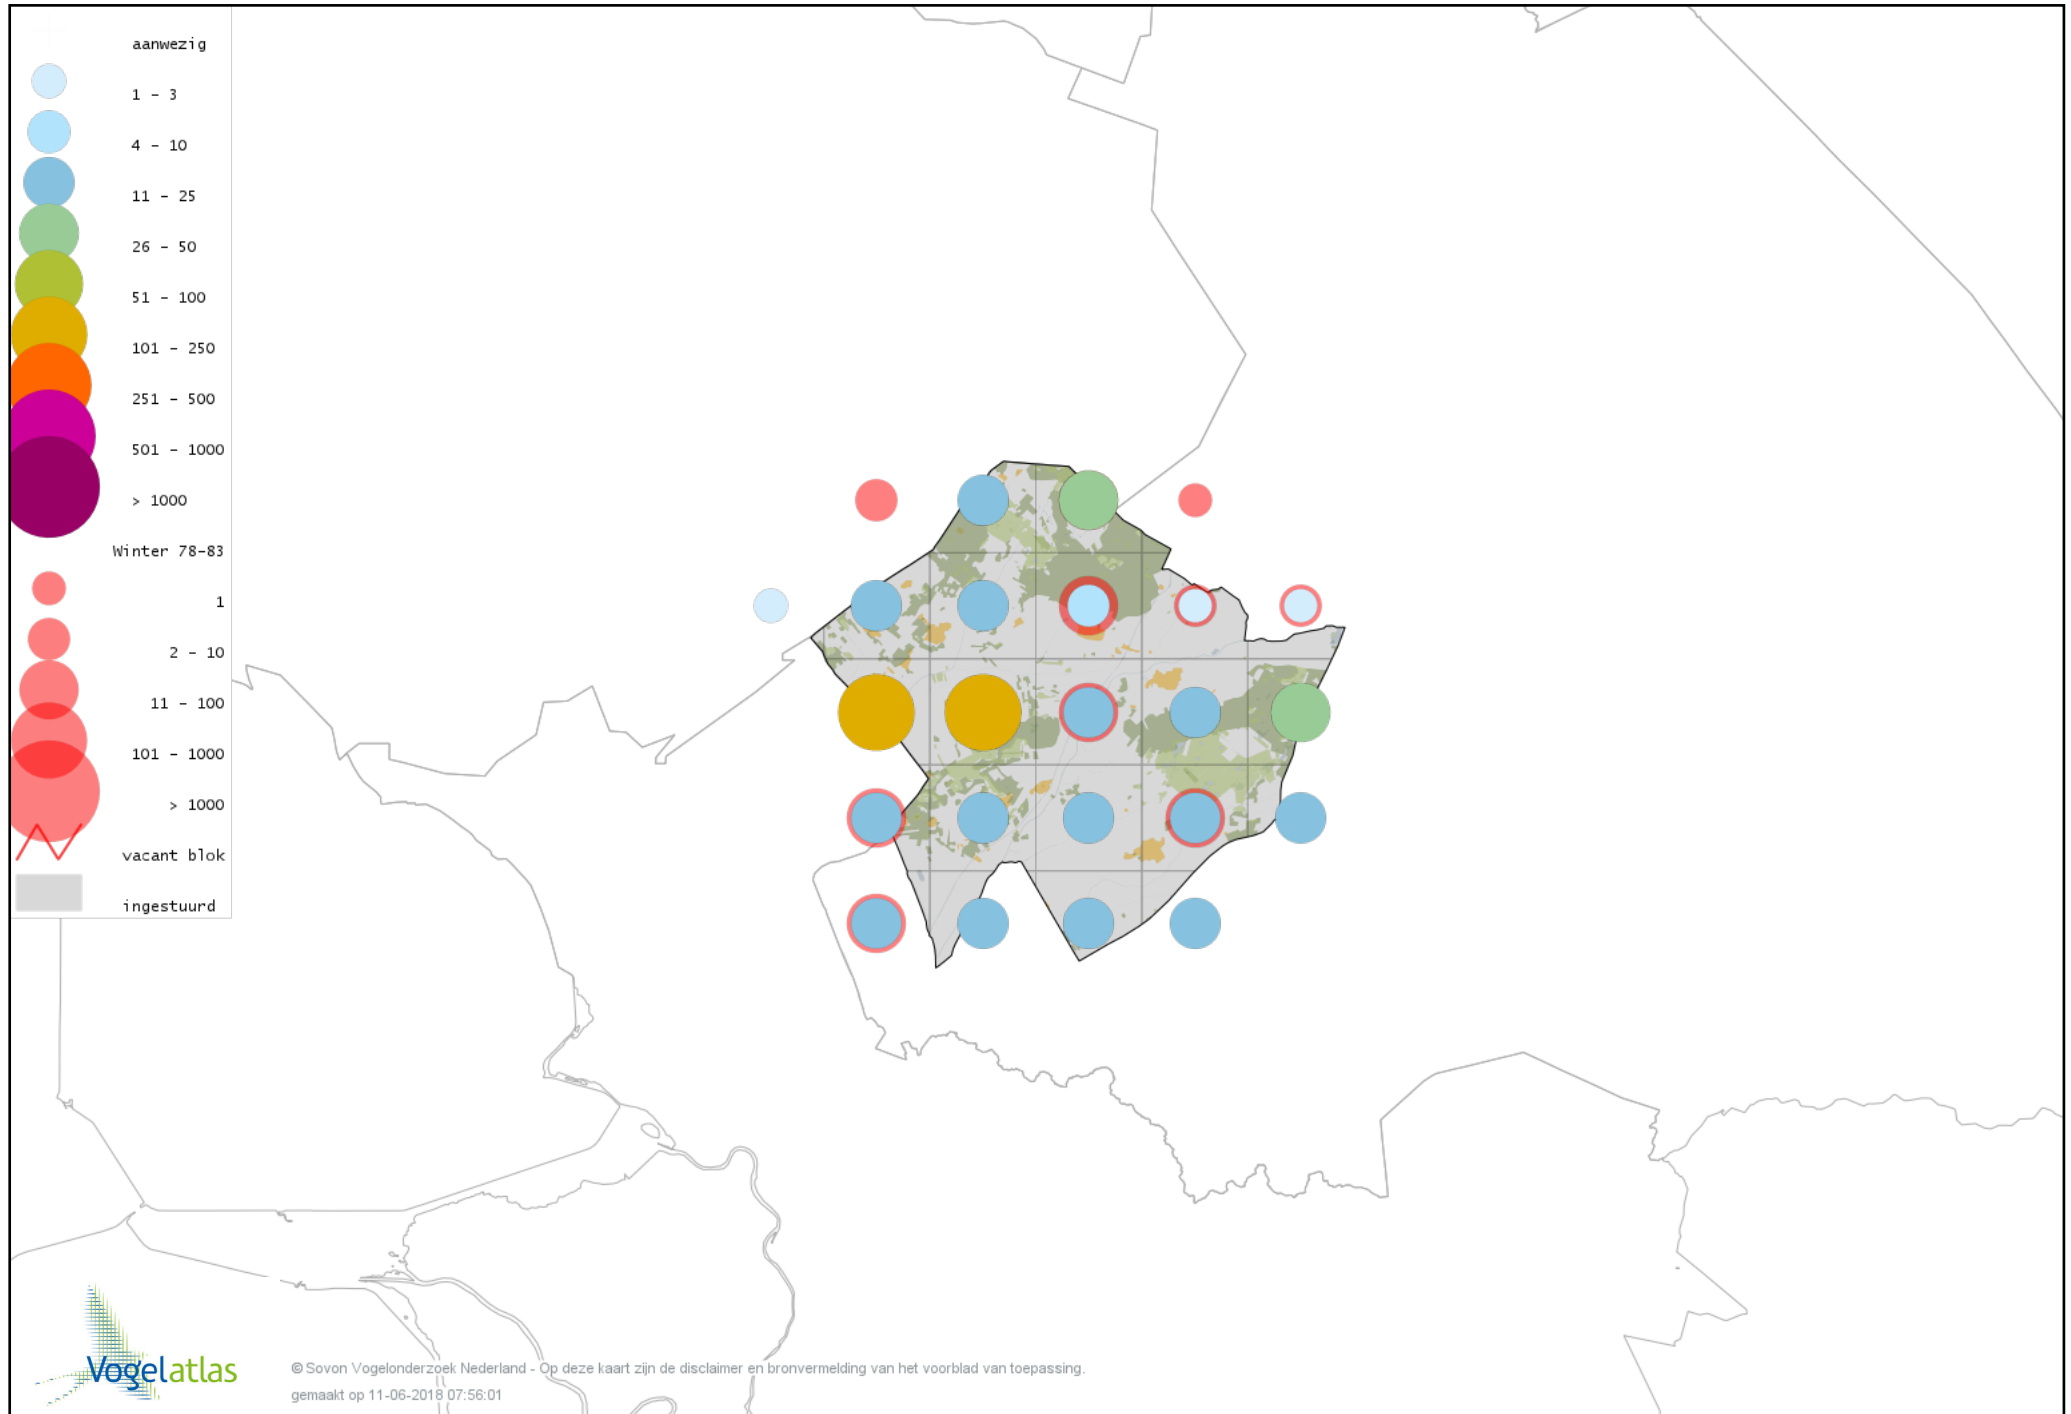 aanwezig
1 - 3
4 - 10
11 - 25
26 - 50
51 - 100
101 - 250
251 - 500
501 - 1000
> 1000
Winter 78-83
1
2 - 10
11 - 100
101 - 1000
> 1000
vacant blok
ingestuurd
Vogelatlas
© Sovon Vogelonderzoek Nederland - Op deze kaart zijn de disclaimer en bronvermelding van het voorblad van toepassing.
gemaakt op 11-06-2018 07:56:01